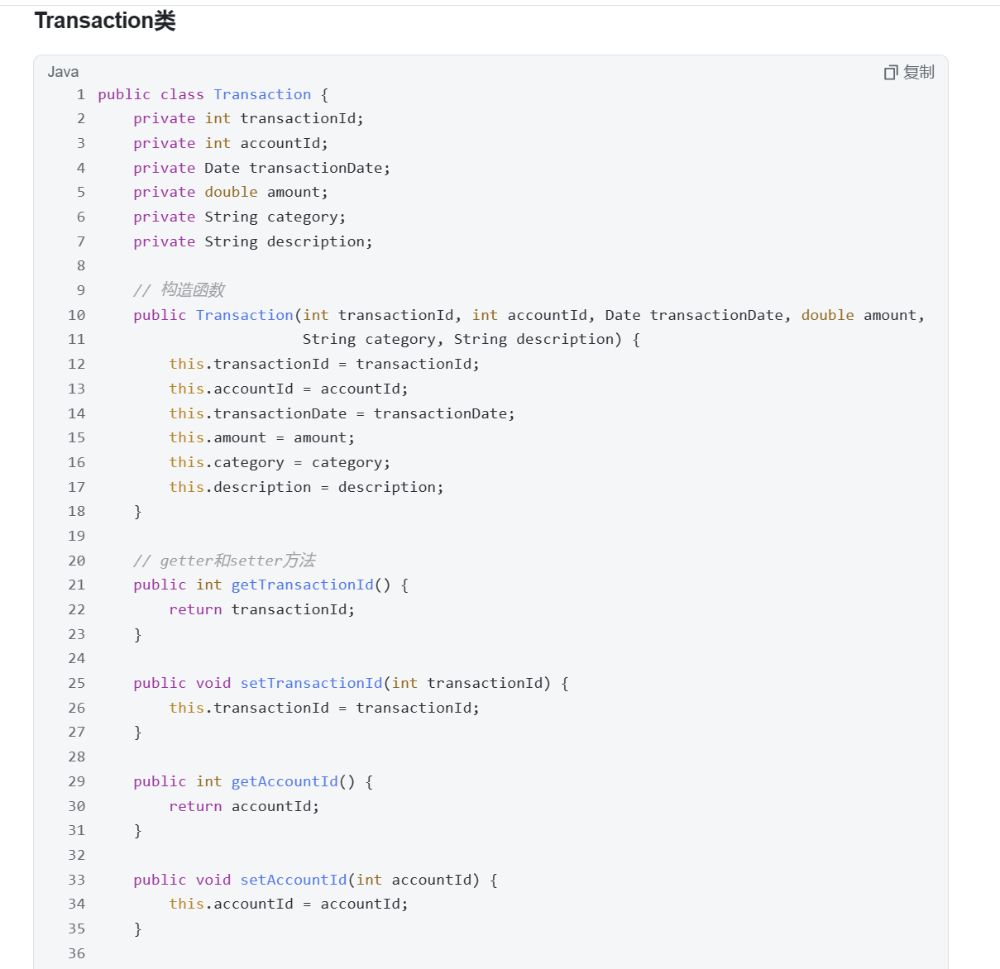 Transaction类
Java
复制
1 public class Transaction {
2     private int transactionId;
3     private int accountId;
4     private Date transactionDate;
5     private double amount;
6     private String category;
7     private String description;
8
9     // 构造函数
10     public Transaction(int transactionId, int accountId, Date transactionDate, double amount,
11                        String category, String description) {
12         this.transactionId = transactionId;
13         this.accountId = accountId;
14         this.transactionDate = transactionDate;
15         this.amount = amount;
16         this.category = category;
17         this.description = description;
18     }
19
20     // getter和setter方法
21     public int getTransactionId() {
22         return transactionId;
23     }
24
25     public void setTransactionId(int transactionId) {
26         this.transactionId = transactionId;
27     }
28
29     public int getAccountId() {
30         return accountId;
31     }
32
33     public void setAccountId(int accountId) {
34         this.accountId = accountId;
35     }
36